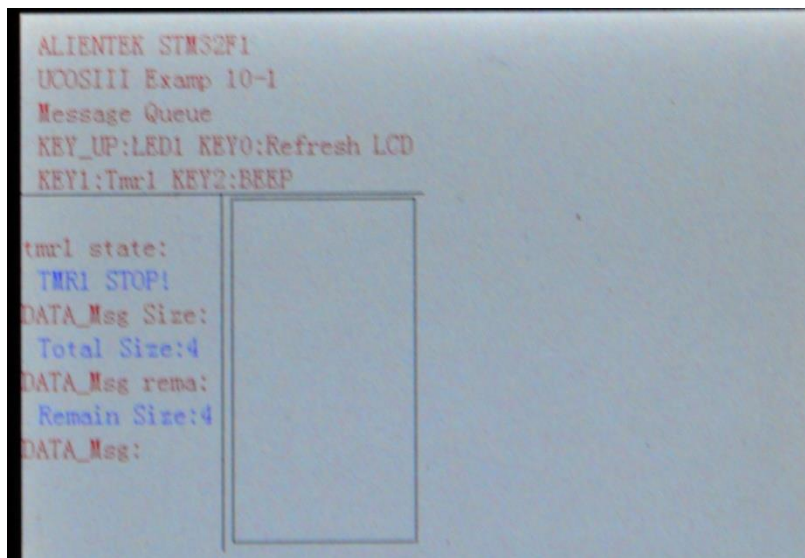 ALIENTEK STM32F1
UCOSIII Examp 10-1
Message Queue
KEY_UP:LED1 KEY0:Refresh LCD
KEY1:Tmr1 KEY2:BEEP
tmr1 state:
TMR1 STOP!
DATA_Msg Size:
Total Size:4
DATA_Msg rema:
Remain Size:4
DATA_Msg: